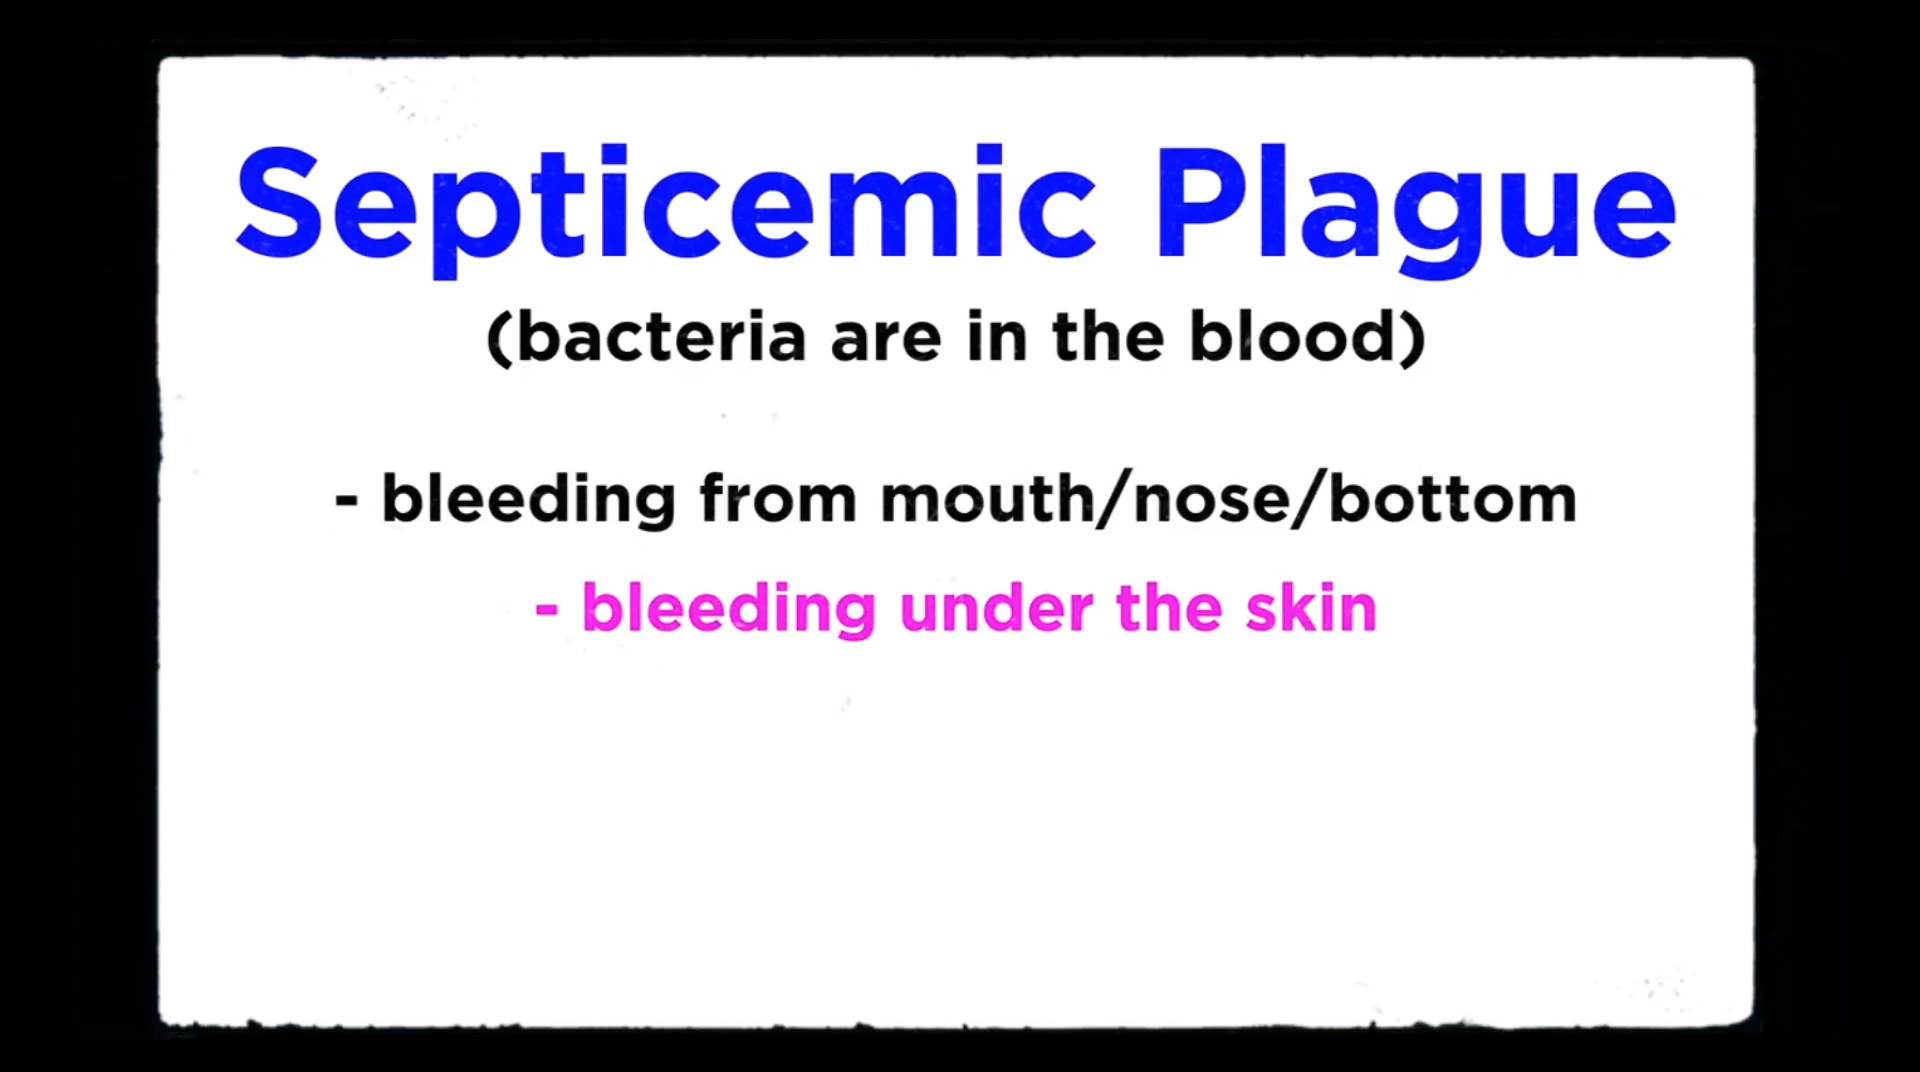 Septicemic Plague
(bacteria are in the blood)
- bleeding from mouth/nose/bottom
- bleeding under the skin